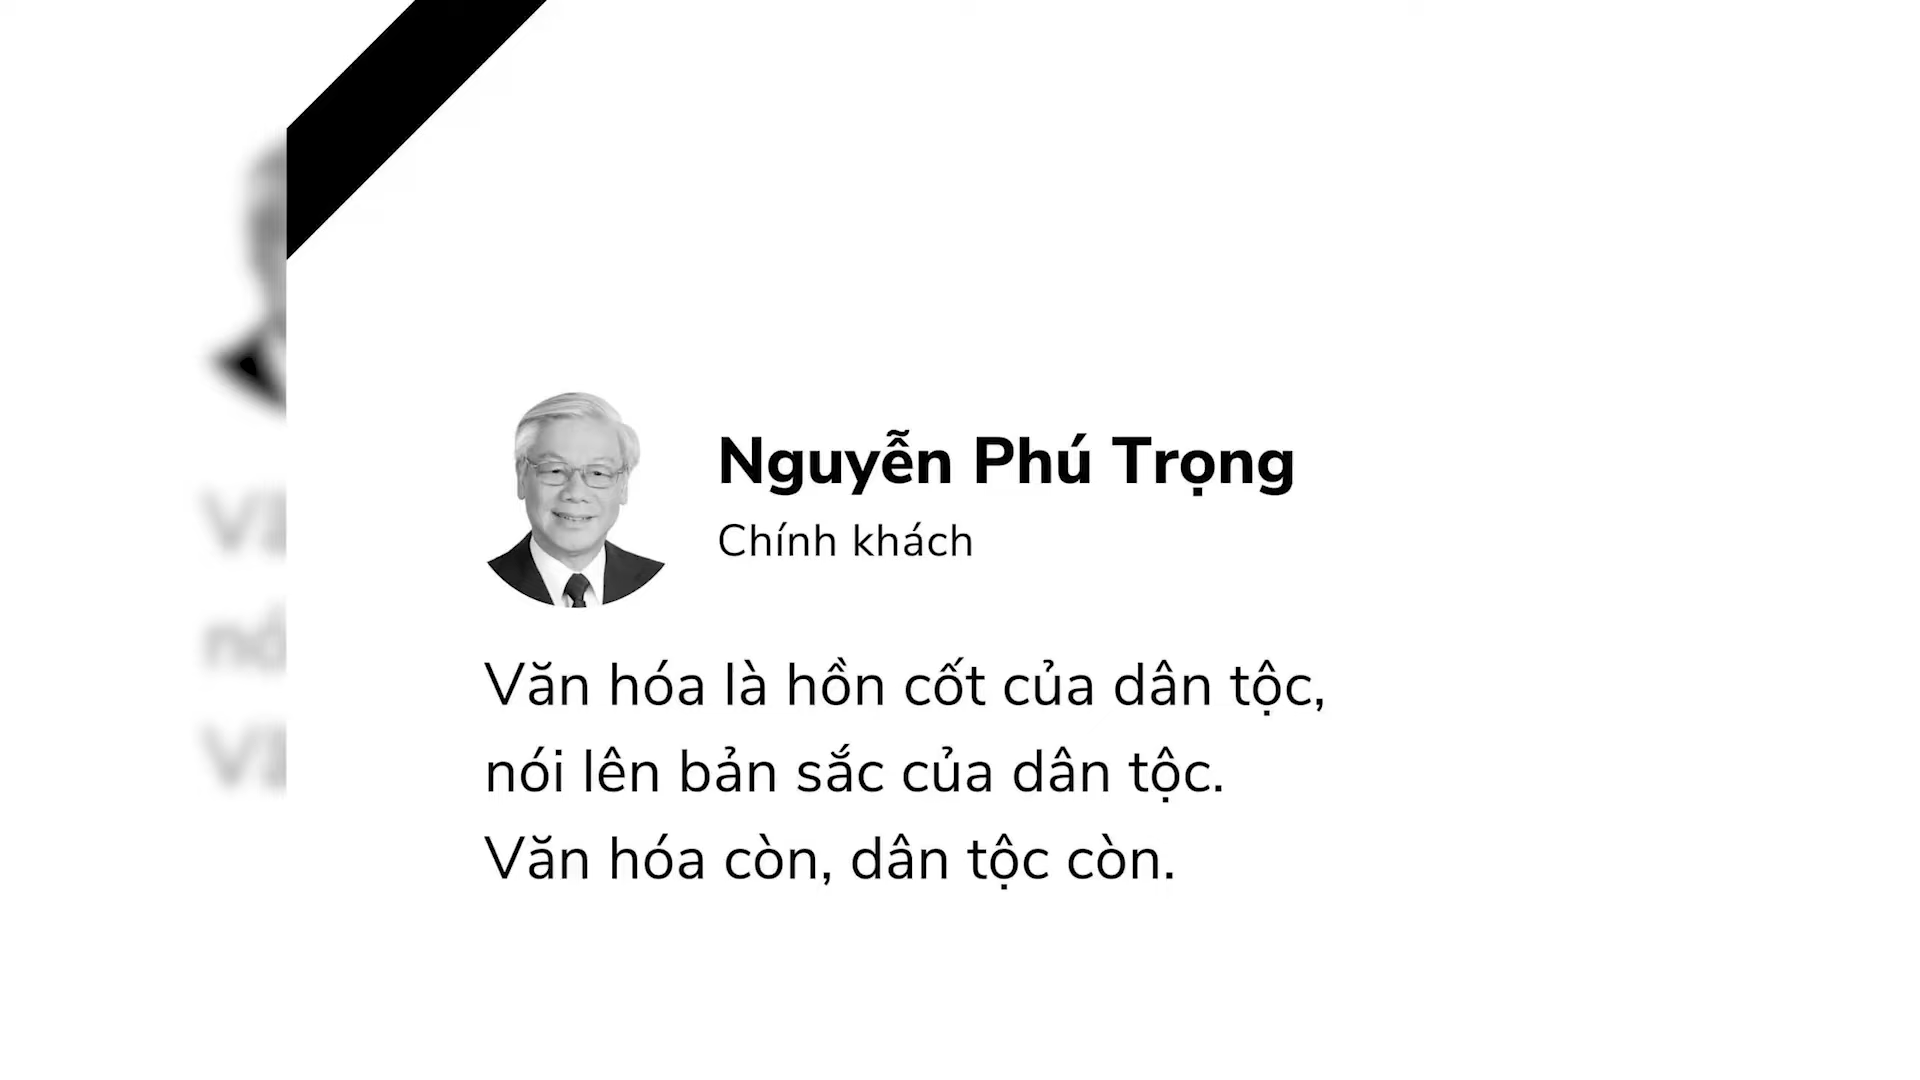 Nguyễn Phú Trọng
Chính khách
Văn hóa là hồn cốt của dân tộc,
nói lên bản sắc của dân tộc.
Văn hóa còn, dân tộc còn.